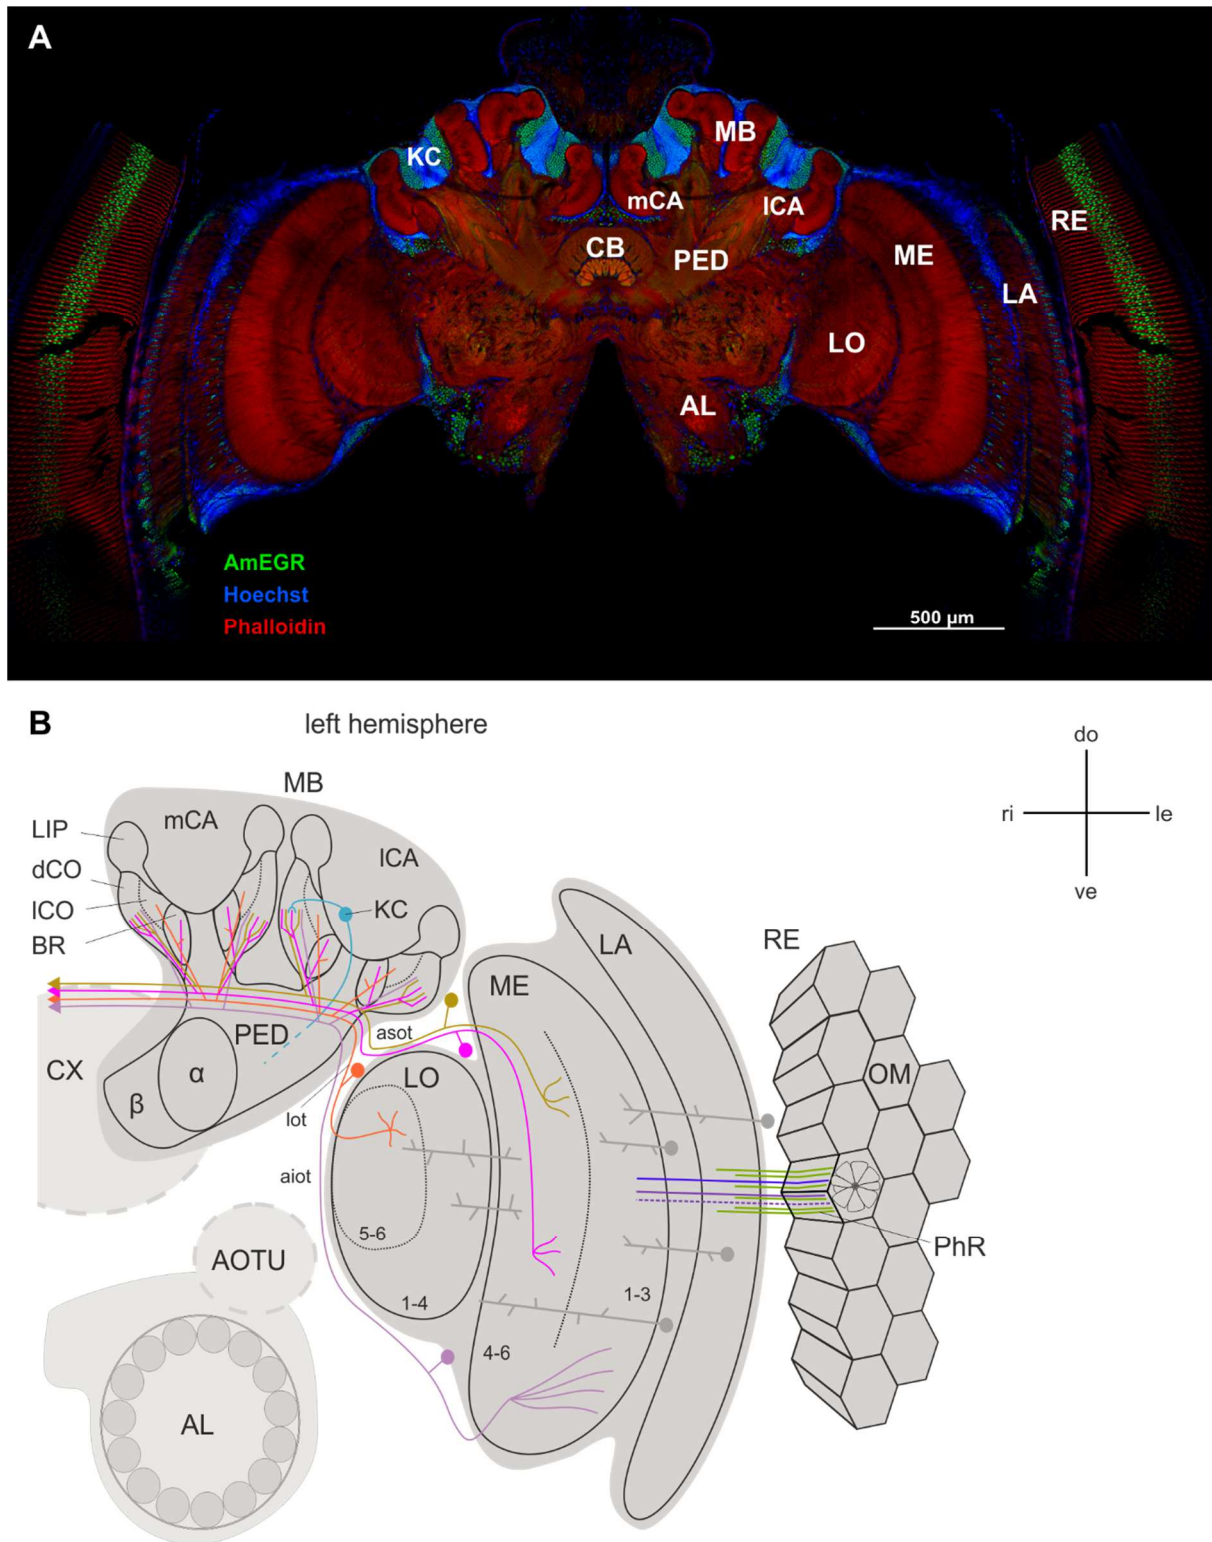 A
KC
MB
mCA
lCA
RE
CB
PED
ME
LA
LO
AL
AmEGR
Hoechst
Phalloidin
500 µm
B
left hemisphere
do
ri
le
ve
MB
LIP
mCA
dCO
lCA
lCO
KC
BR
LA
RE
ME
asot
PED
CX
LO
OM
α
β
lot
aiot
5-6
PhR
AOTU
1-4
1-3
4-6
AL